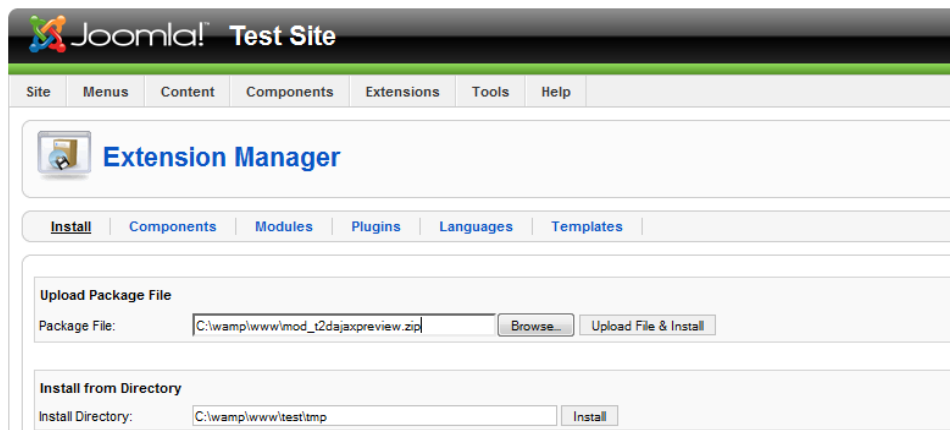 Joomla! Test Site
Site Menus Content Components Extensions Tools Help
Extension Manager
Install Components Modules Plugins Languages Templates
Upload Package File
Package File: C:\wamp\www\mod_t2dajaxpreview.zip Browse... Upload File & Install
Install from Directory
Install Directory: C:\wamp\www\test\tmp Install